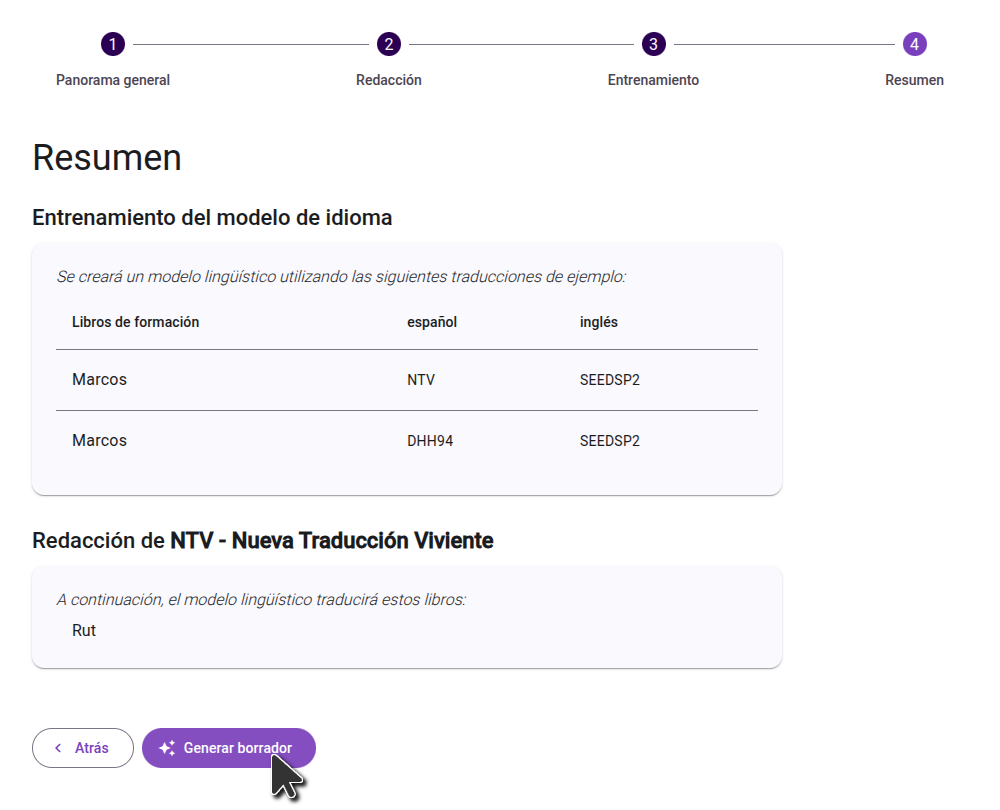 1 2 3 4
Panorama general Redacción Entrenamiento Resumen
Resumen
Entrenamiento del modelo de idioma
Se creará un modelo lingüístico utilizando las siguientes traducciones de ejemplo:
Libros de formación español inglés
Marcos NTV SEEDSP2
Marcos DHH94 SEEDSP2
Redacción de NTV - Nueva Traducción Viviente
A continuación, el modelo lingüístico traducirá estos libros:
Rut
Atrás Generar borrador